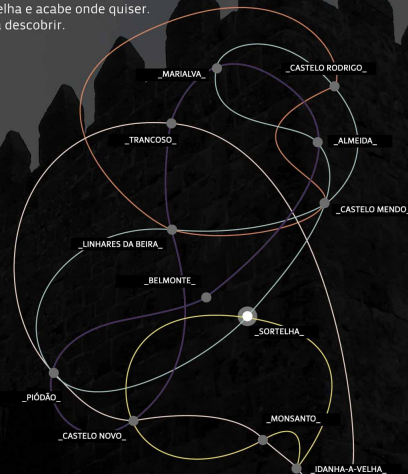 elha e acabe onde quiser.
a descobrir.
_MARIALVA_
_CASTELO RODRIGO_
_TRANCOSO_
_ALMEIDA_
_CASTELO MENDO_
_LINHARES DA BEIRA_
_BELMONTE_
_SORTELHA_
_PIÓDÃO_
_CASTELO NOVO_
_MONSANTO_
_IDANHA-A-VELHA_